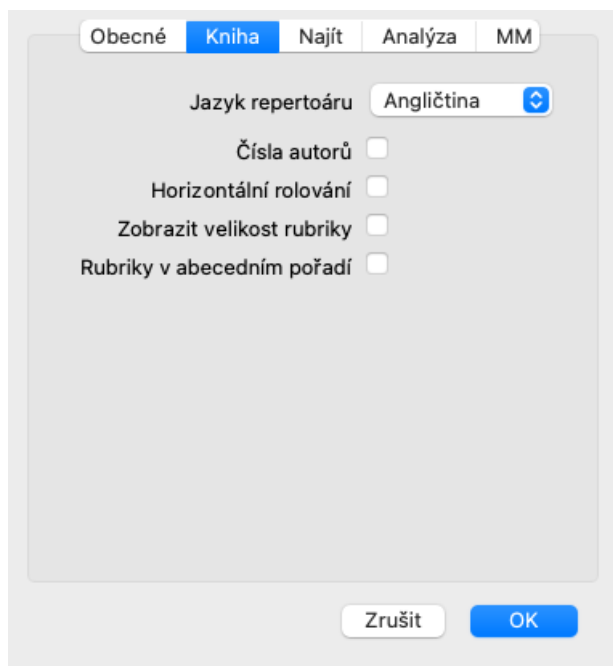 Obecné Kniha Najít Analýza MM
Jazyk repertoáru Angličtina
Čísla autorů
Horizontální rolování
Zobrazit velikost rubriky
Rubriky v abecedním pořadí
Zrušit OK